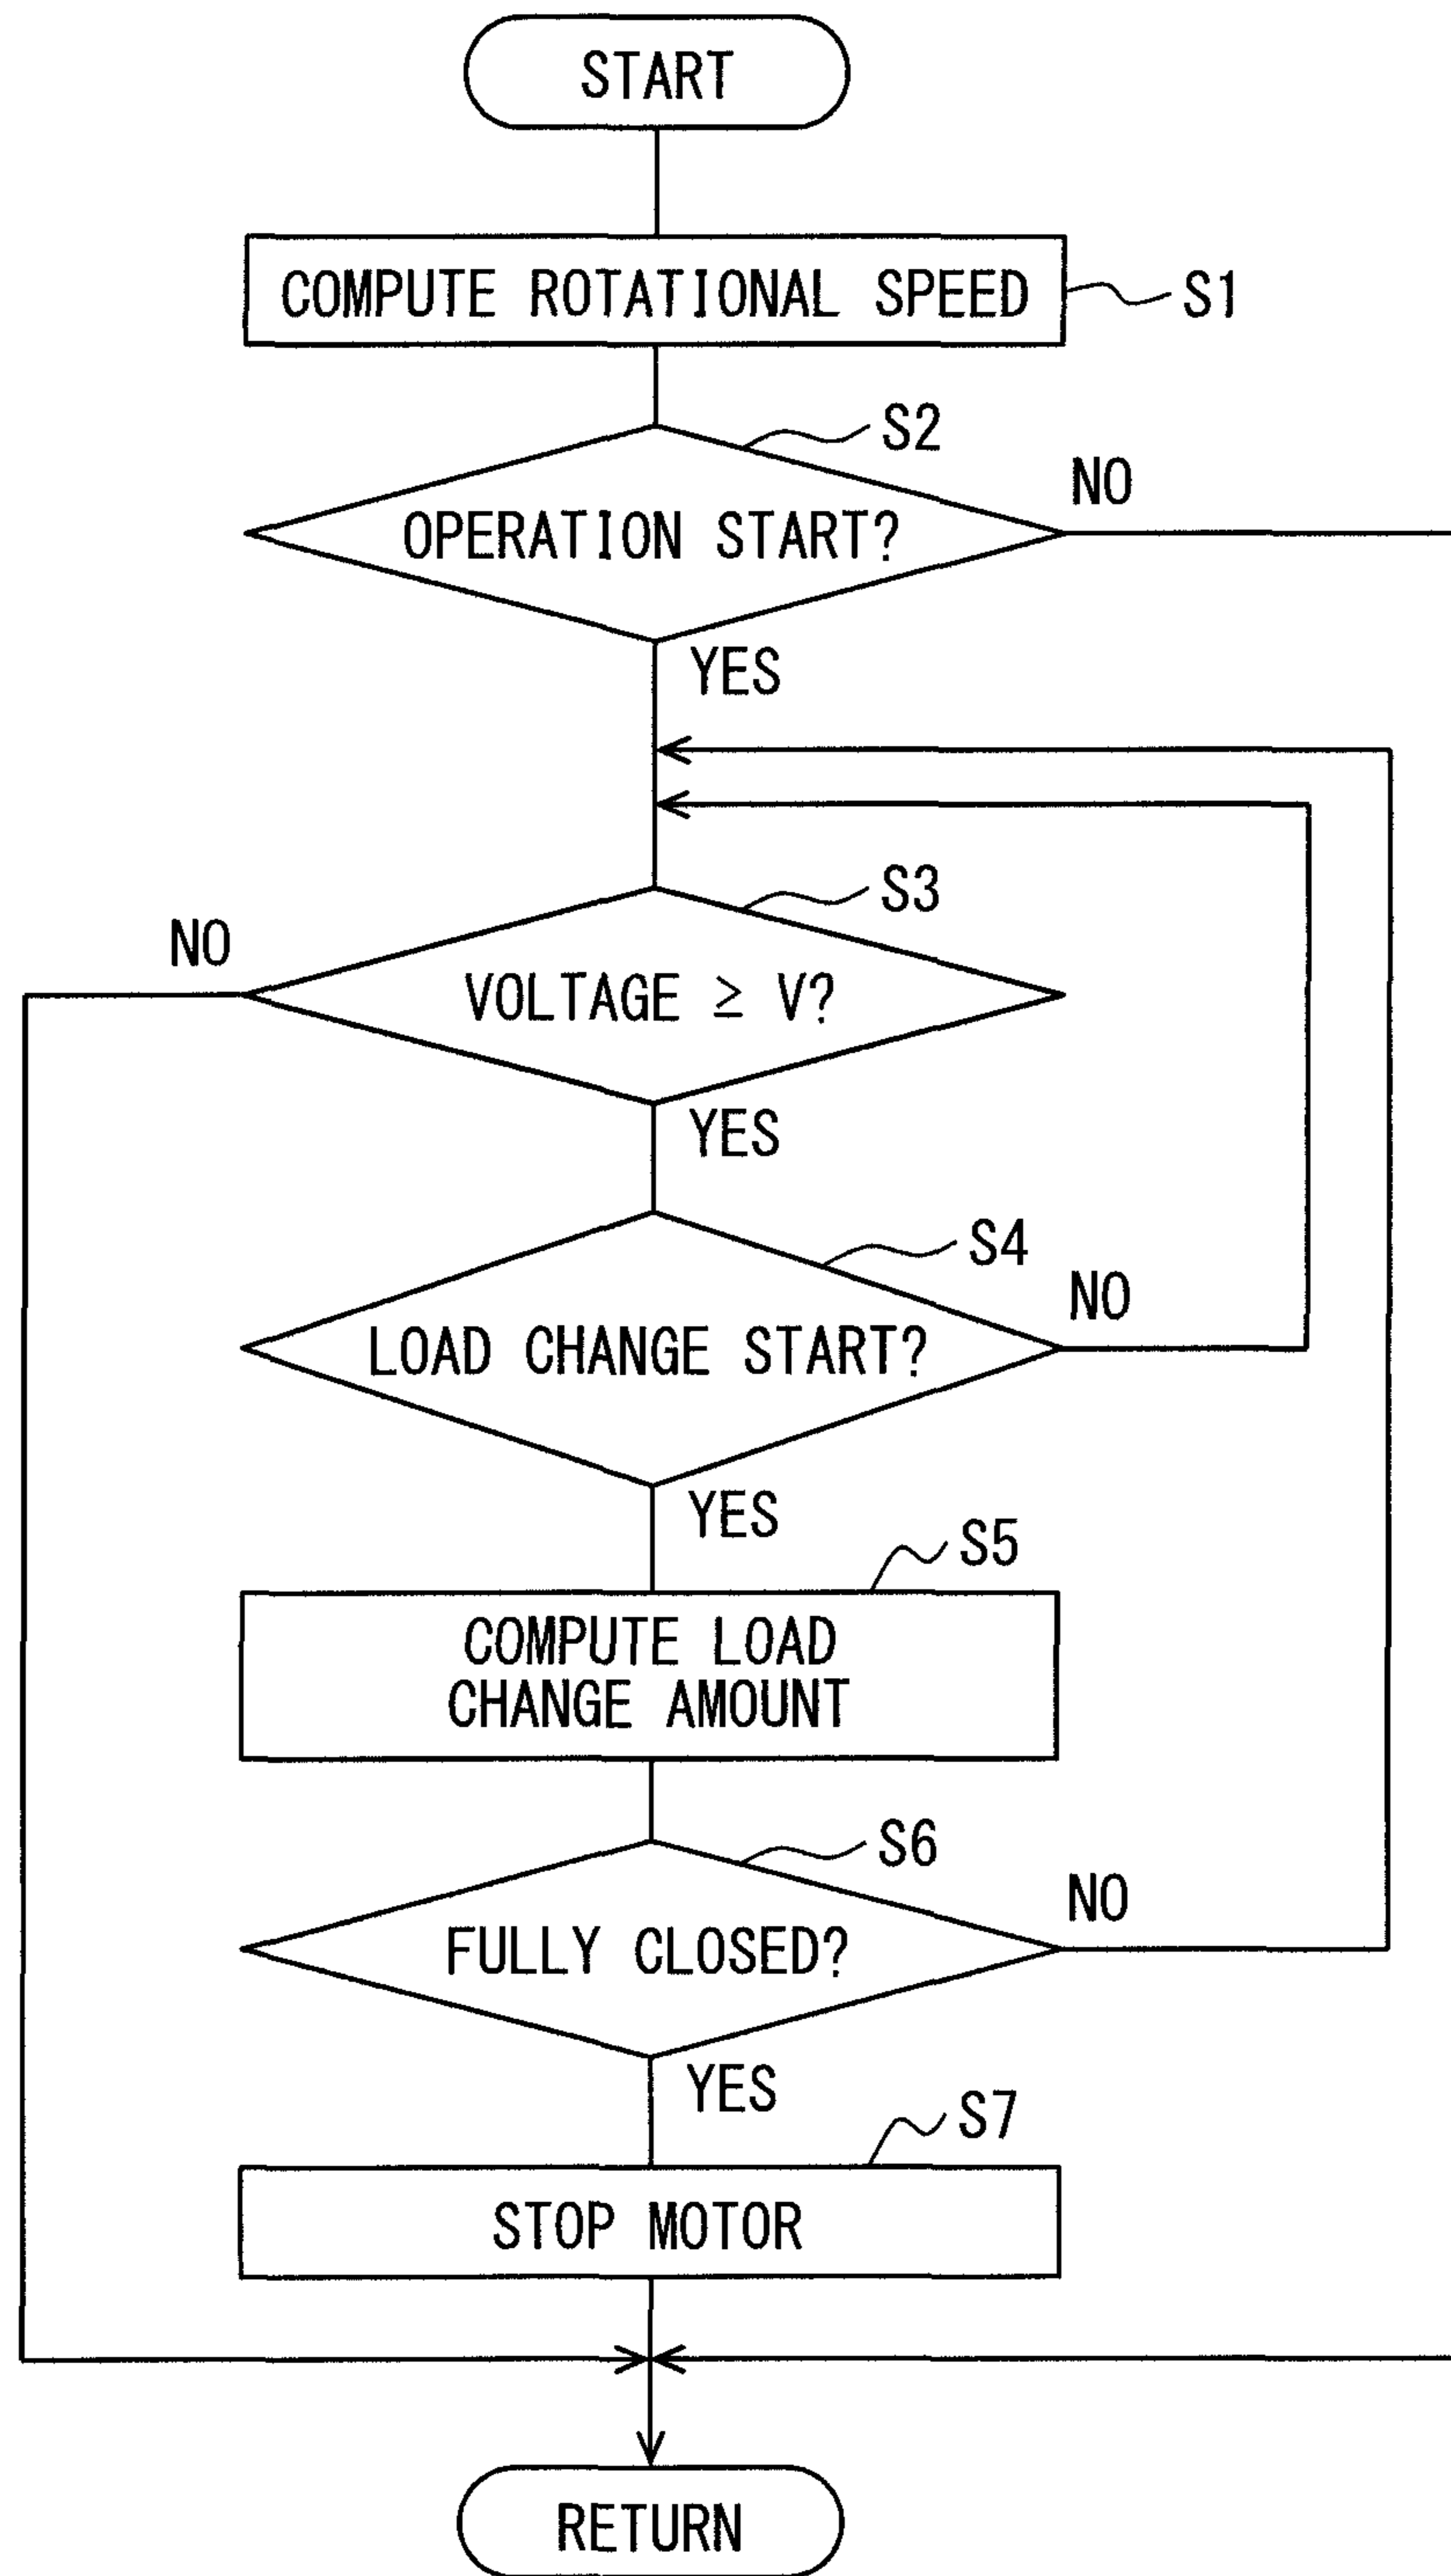 START
COMPUTE ROTATIONAL SPEED
S1
S2
NO
OPERATION START?
YES
S3
NO
VOLTAGE ≥ V?
YES
S4
NO
LOAD CHANGE START?
YES
S5
COMPUTE LOAD
CHANGE AMOUNT
S6
NO
FULLY CLOSED?
YES
S7
STOP MOTOR
RETURN